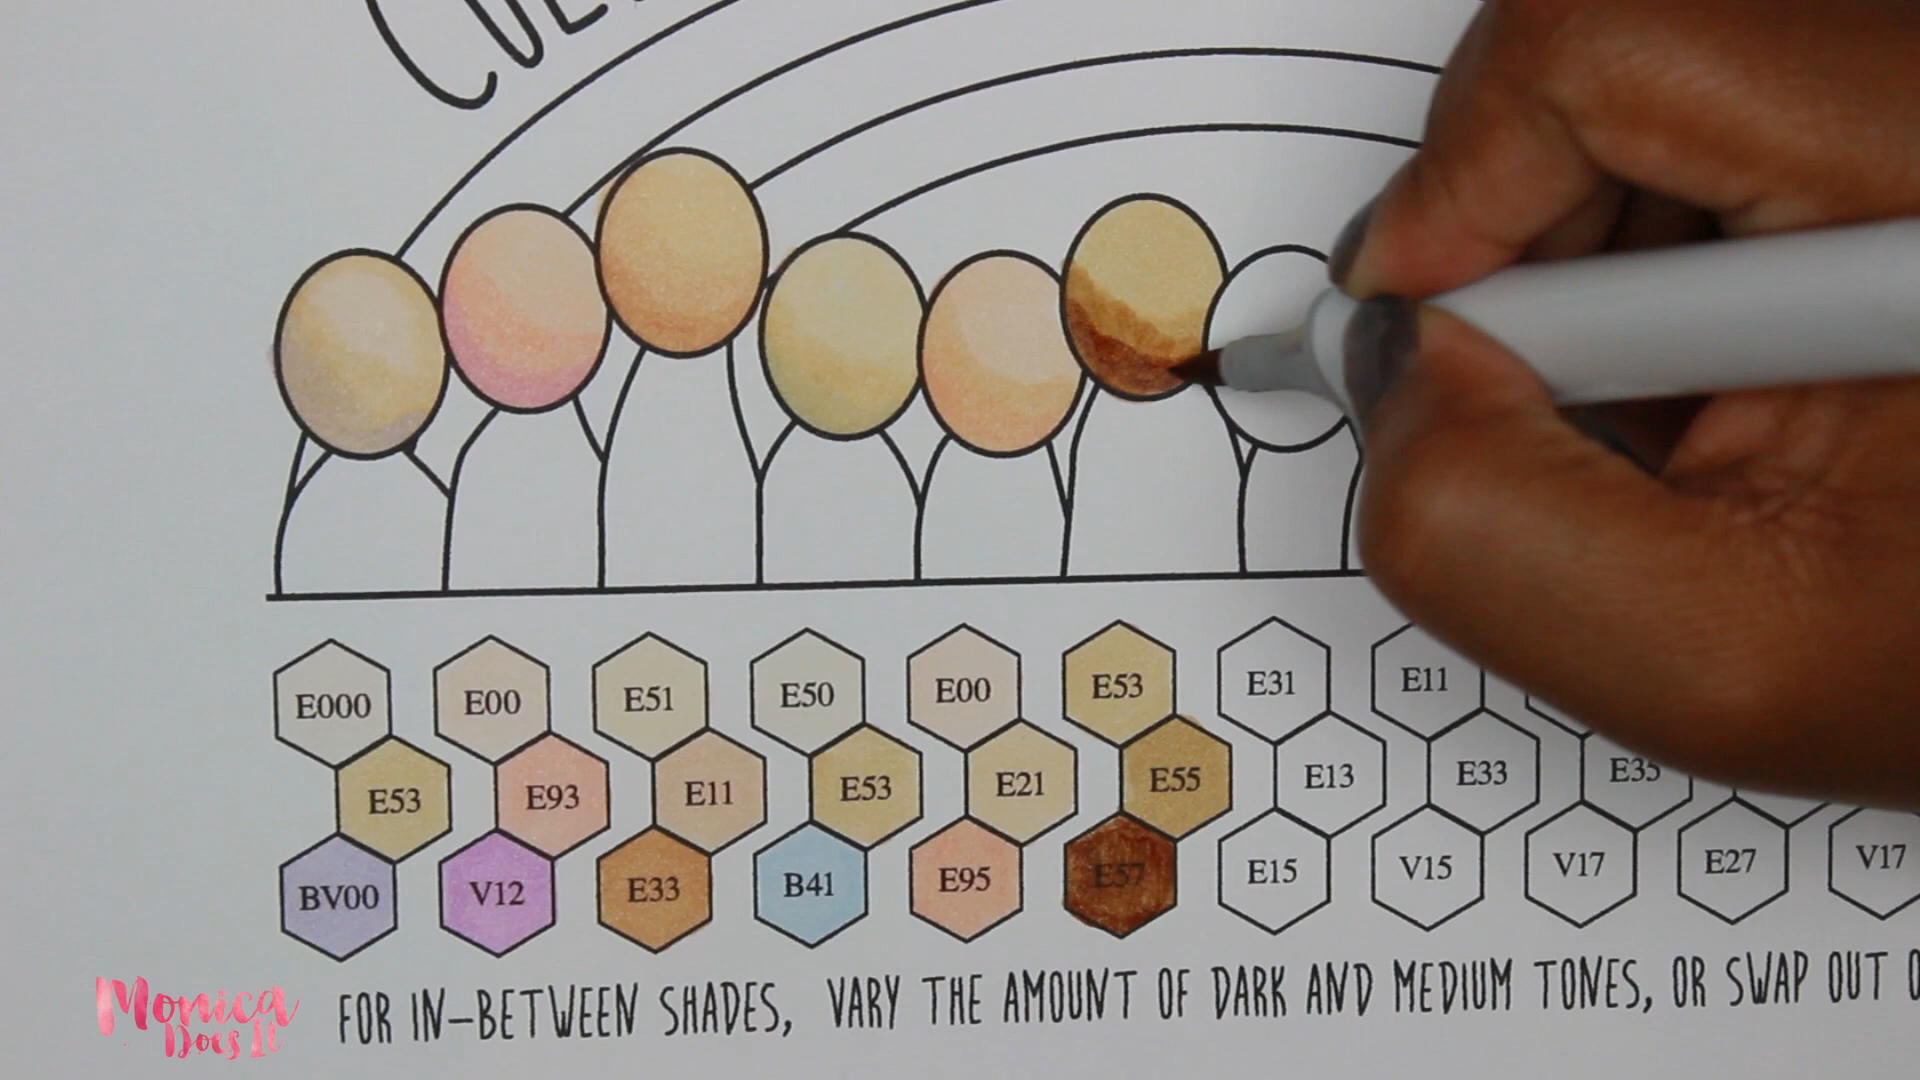 E000 E00 E51 E50 E00 E53 E31 E11
E53 E93 E11 E53 E21 E55 E13 E33 E35
BV00 V12 E33 B41 E95 E57 E15 V15 V17 E27 V17
FOR IN-BETWEEN SHADES, VARY THE AMOUNT OF DARK AND MEDIUM TONES, OR SWAP OUT
Monica
Does It